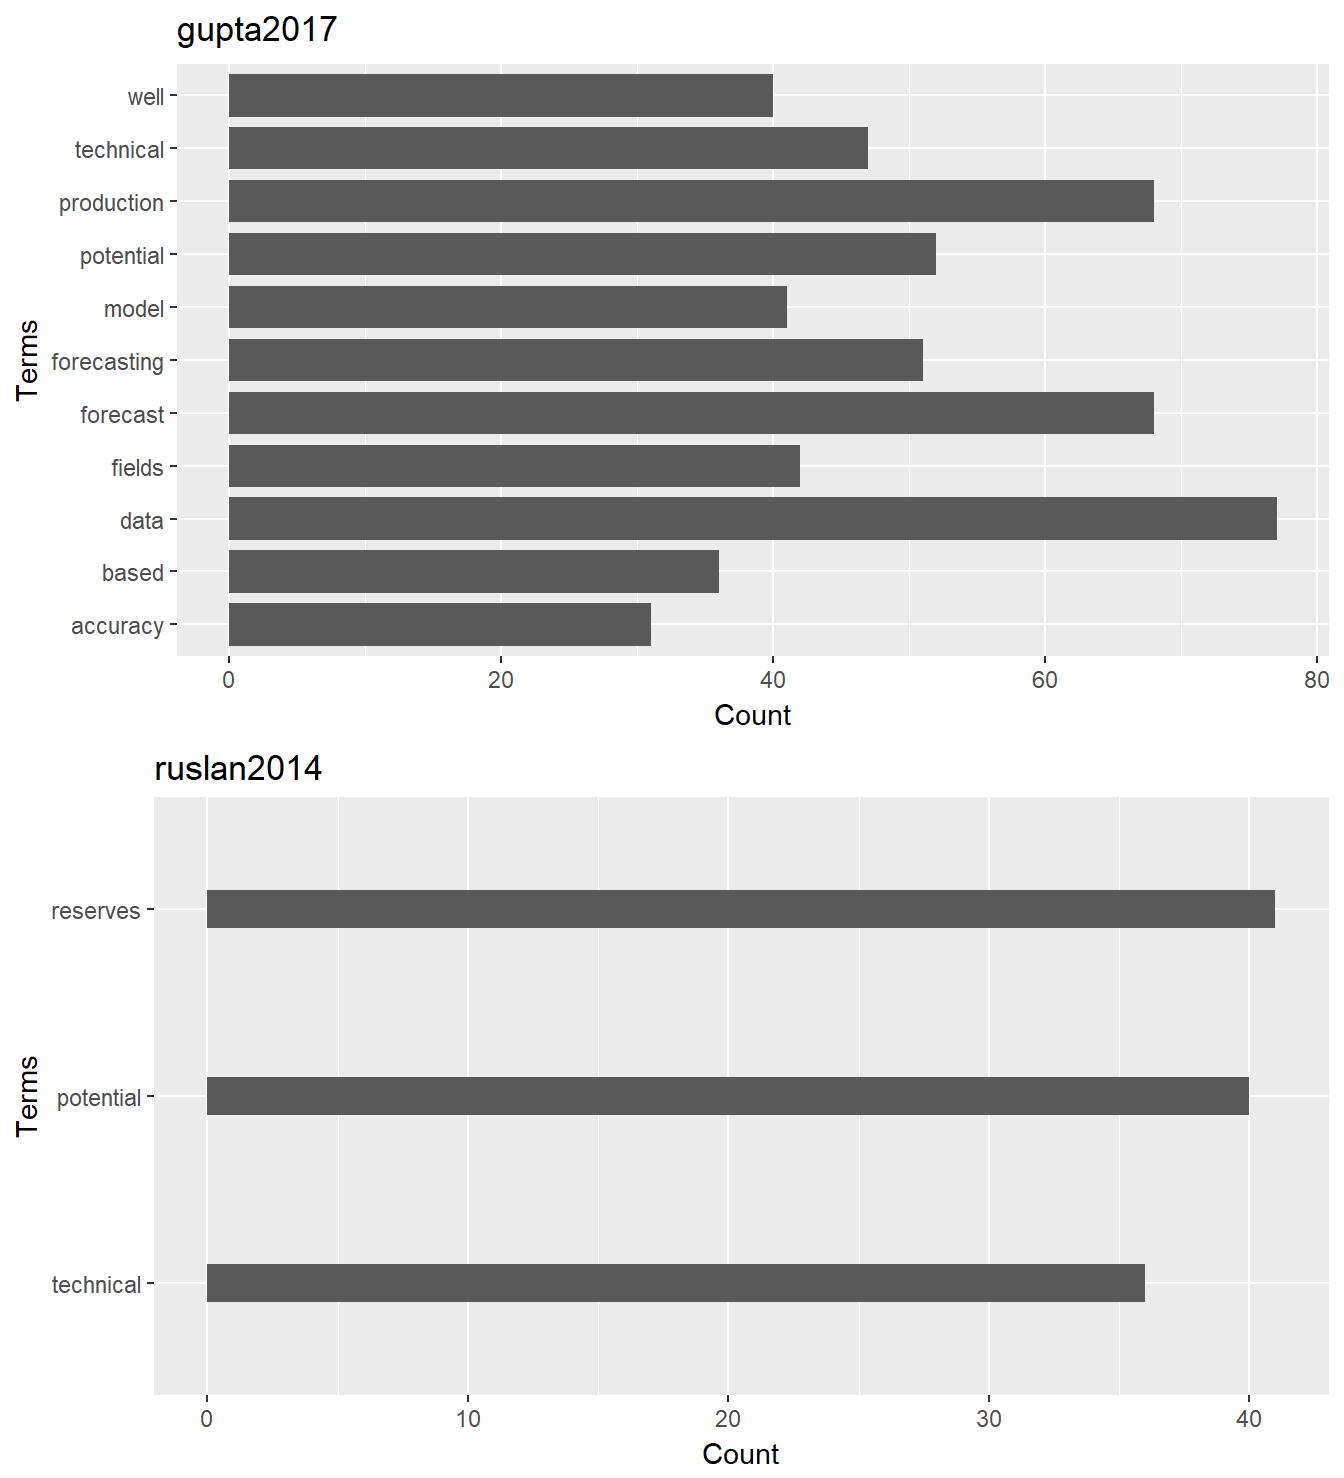 gupta2017
well
technical
production
potential
model
forecasting
forecast
fields
data
based
accuracy
Terms
0 20 40 60 80
Count
ruslan2014
reserves
potential
technical
Terms
0 10 20 30 40
Count